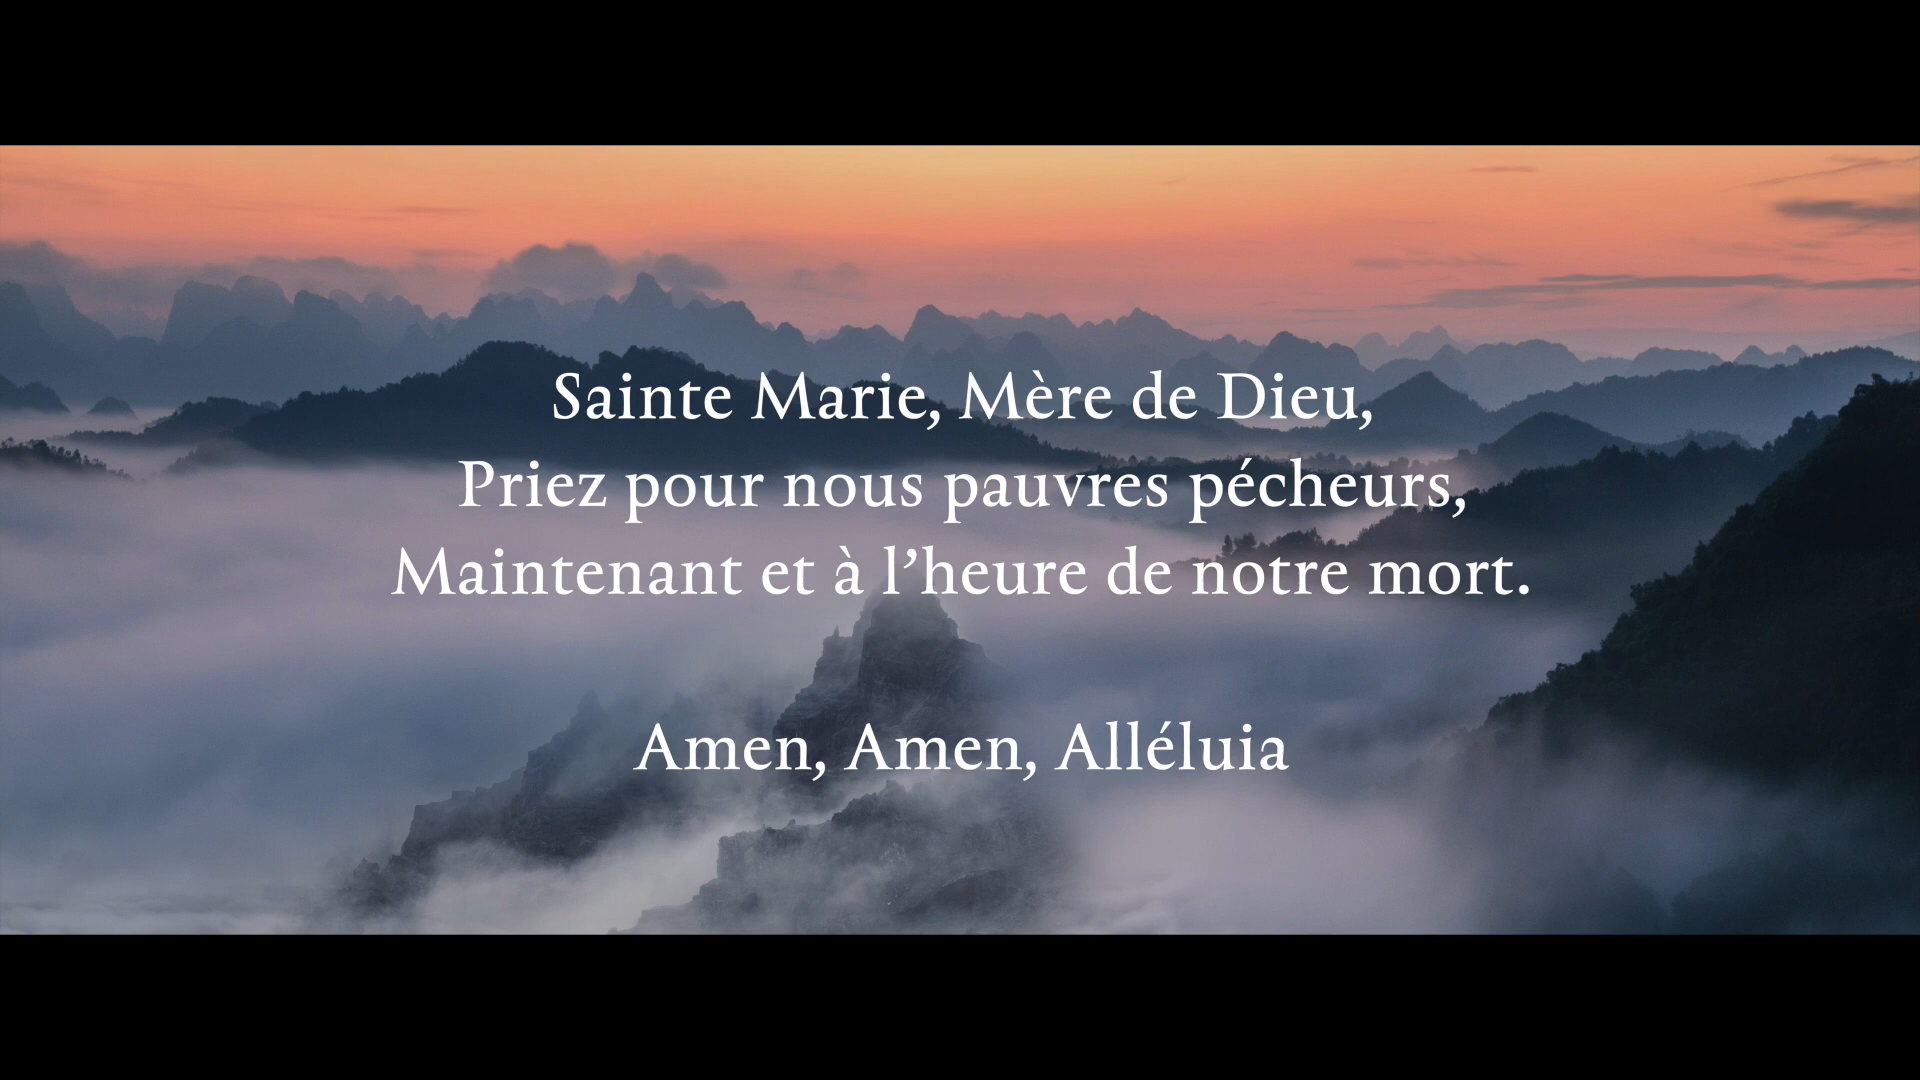 Sainte Marie, Mère de Dieu,
Priez pour nous pauvres pécheurs,
Maintenant et à l’heure de notre mort.
Amen, Amen, Alléluia